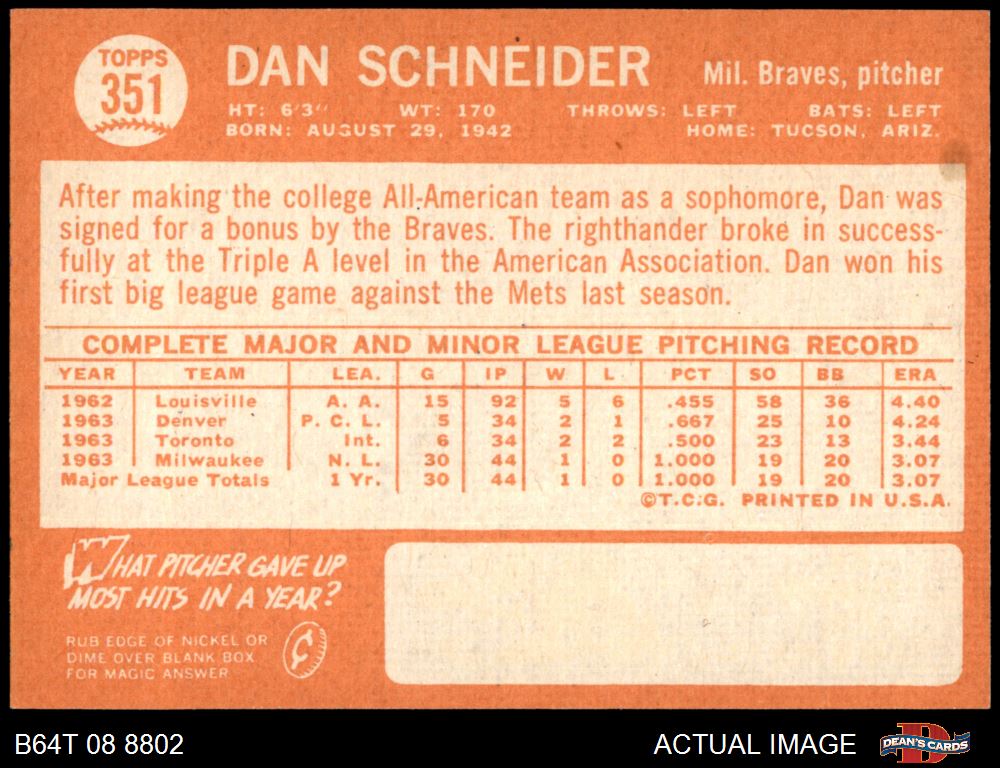 TOPPS
351
DAN SCHNEIDER
Mil. Braves, pitcher
HT: 6'3" WT: 170 THROWS: LEFT BATS: LEFT
BORN: AUGUST 29, 1942 HOME: TUCSON, ARIZ.
After making the college All-American team as a sophomore, Dan was
signed for a bonus by the Braves. The righthander broke in success-
fully at the Triple A level in the American Association. Dan won his
first big league game against the Mets last season.
COMPLETE MAJOR AND MINOR LEAGUE PITCHING RECORD
YEAR TEAM LEA. G IP W L PCT SO BB ERA
1962 Louisville A. A. 15 92 5 6 .455 58 36 4.40
1963 Denver P. C. L. 5 34 2 1 .667 25 10 4.24
1963 Toronto Int. 6 34 2 2 .500 23 13 3.44
1963 Milwaukee N. L. 30 44 1 0 1.000 19 20 3.07
Major League Totals 1 Yr. 30 44 1 0 1.000 19 20 3.07
©T.C.G. PRINTED IN U.S.A.
WHAT PITCHER GAVE UP
MOST HITS IN A YEAR?
RUB EDGE OF NICKEL OR
DIME OVER BLANK BOX
FOR MAGIC ANSWER
¢
B64T 08 8802
ACTUAL IMAGE
DEAN'S CARDS